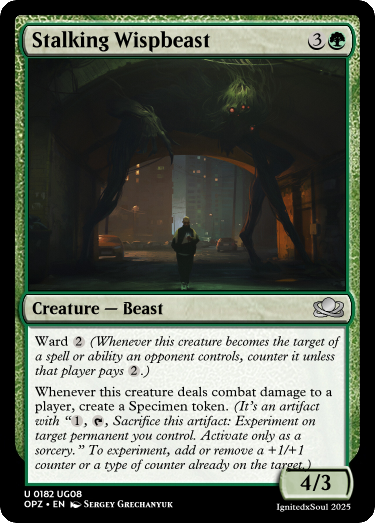 Stalking Wispbeast 3
Creature — Beast
Ward 2 (Whenever this creature becomes the target
of a spell or ability an opponent controls, counter it unless
that player pays 2.)
Whenever this creature deals combat damage to a
player, create a Specimen token. (It's an artifact
with “1, , Sacrifice this artifact: Experiment on
target permanent you control. Activate only as a
sorcery.” To experiment, add or remove a +1/+1
counter or a type of counter already on the target.)
4/3
U 0182 UG08
OPZ • EN Sergey Grechanyuk
IgnitedxSoul 2025